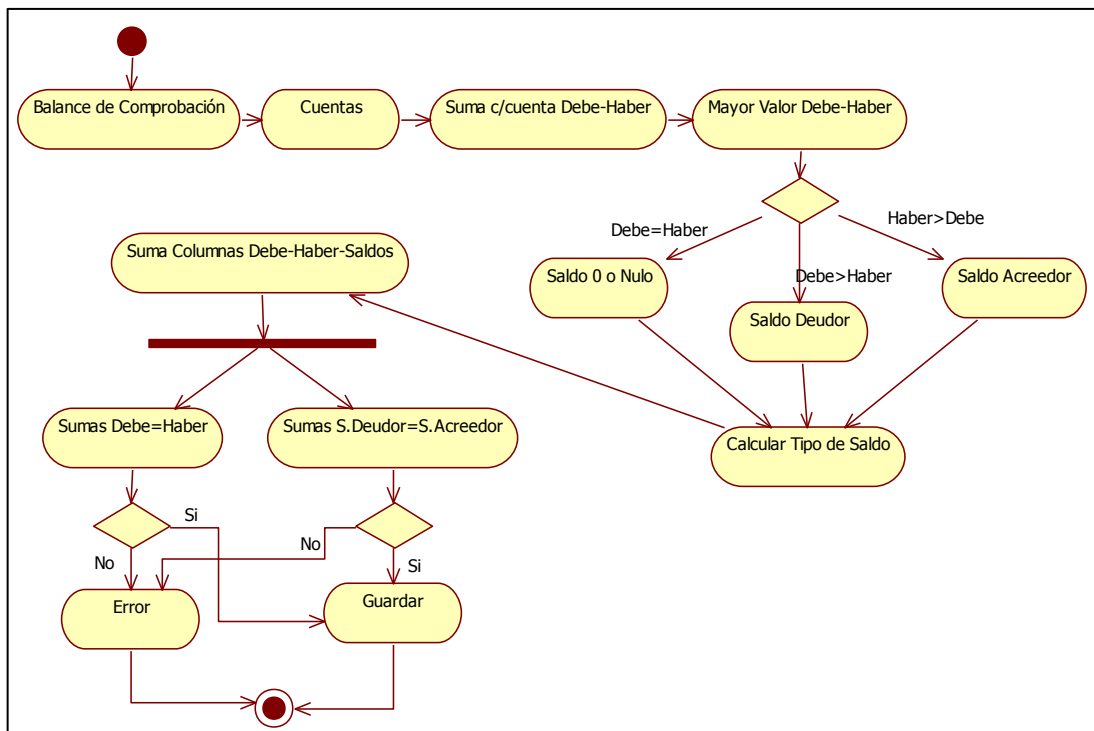 Balance de Comprobación
Cuentas
Suma c/cuenta Debe-Haber
Mayor Valor Debe-Haber
Debe=Haber
Haber>Debe
Debe>Haber
Saldo 0 o Nulo
Saldo Deudor
Saldo Acreedor
Calcular Tipo de Saldo
Suma Columnas Debe-Haber-Saldos
Sumas Debe=Haber
Sumas S.Deudor=S.Acreedor
Si
No
No
Si
Error
Guardar